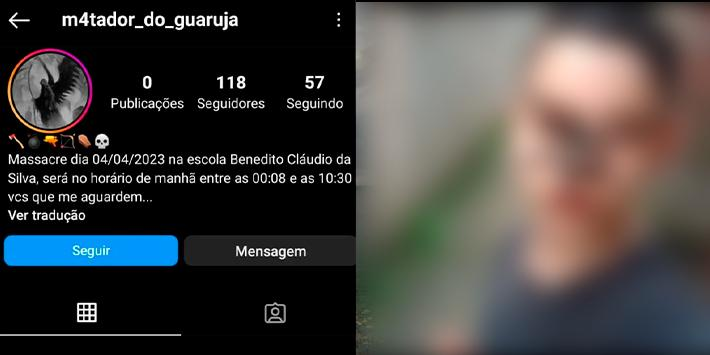 m4tador_do_guaruja
0 118 57
Publicações Seguidores Seguindo
Massacre dia 04/04/2023 na escola Benedito Cláudio da
Silva, será no horário de manhã entre as 00:08 e as 10:30
vcs que me aguardem...
Ver tradução
Seguir Mensagem